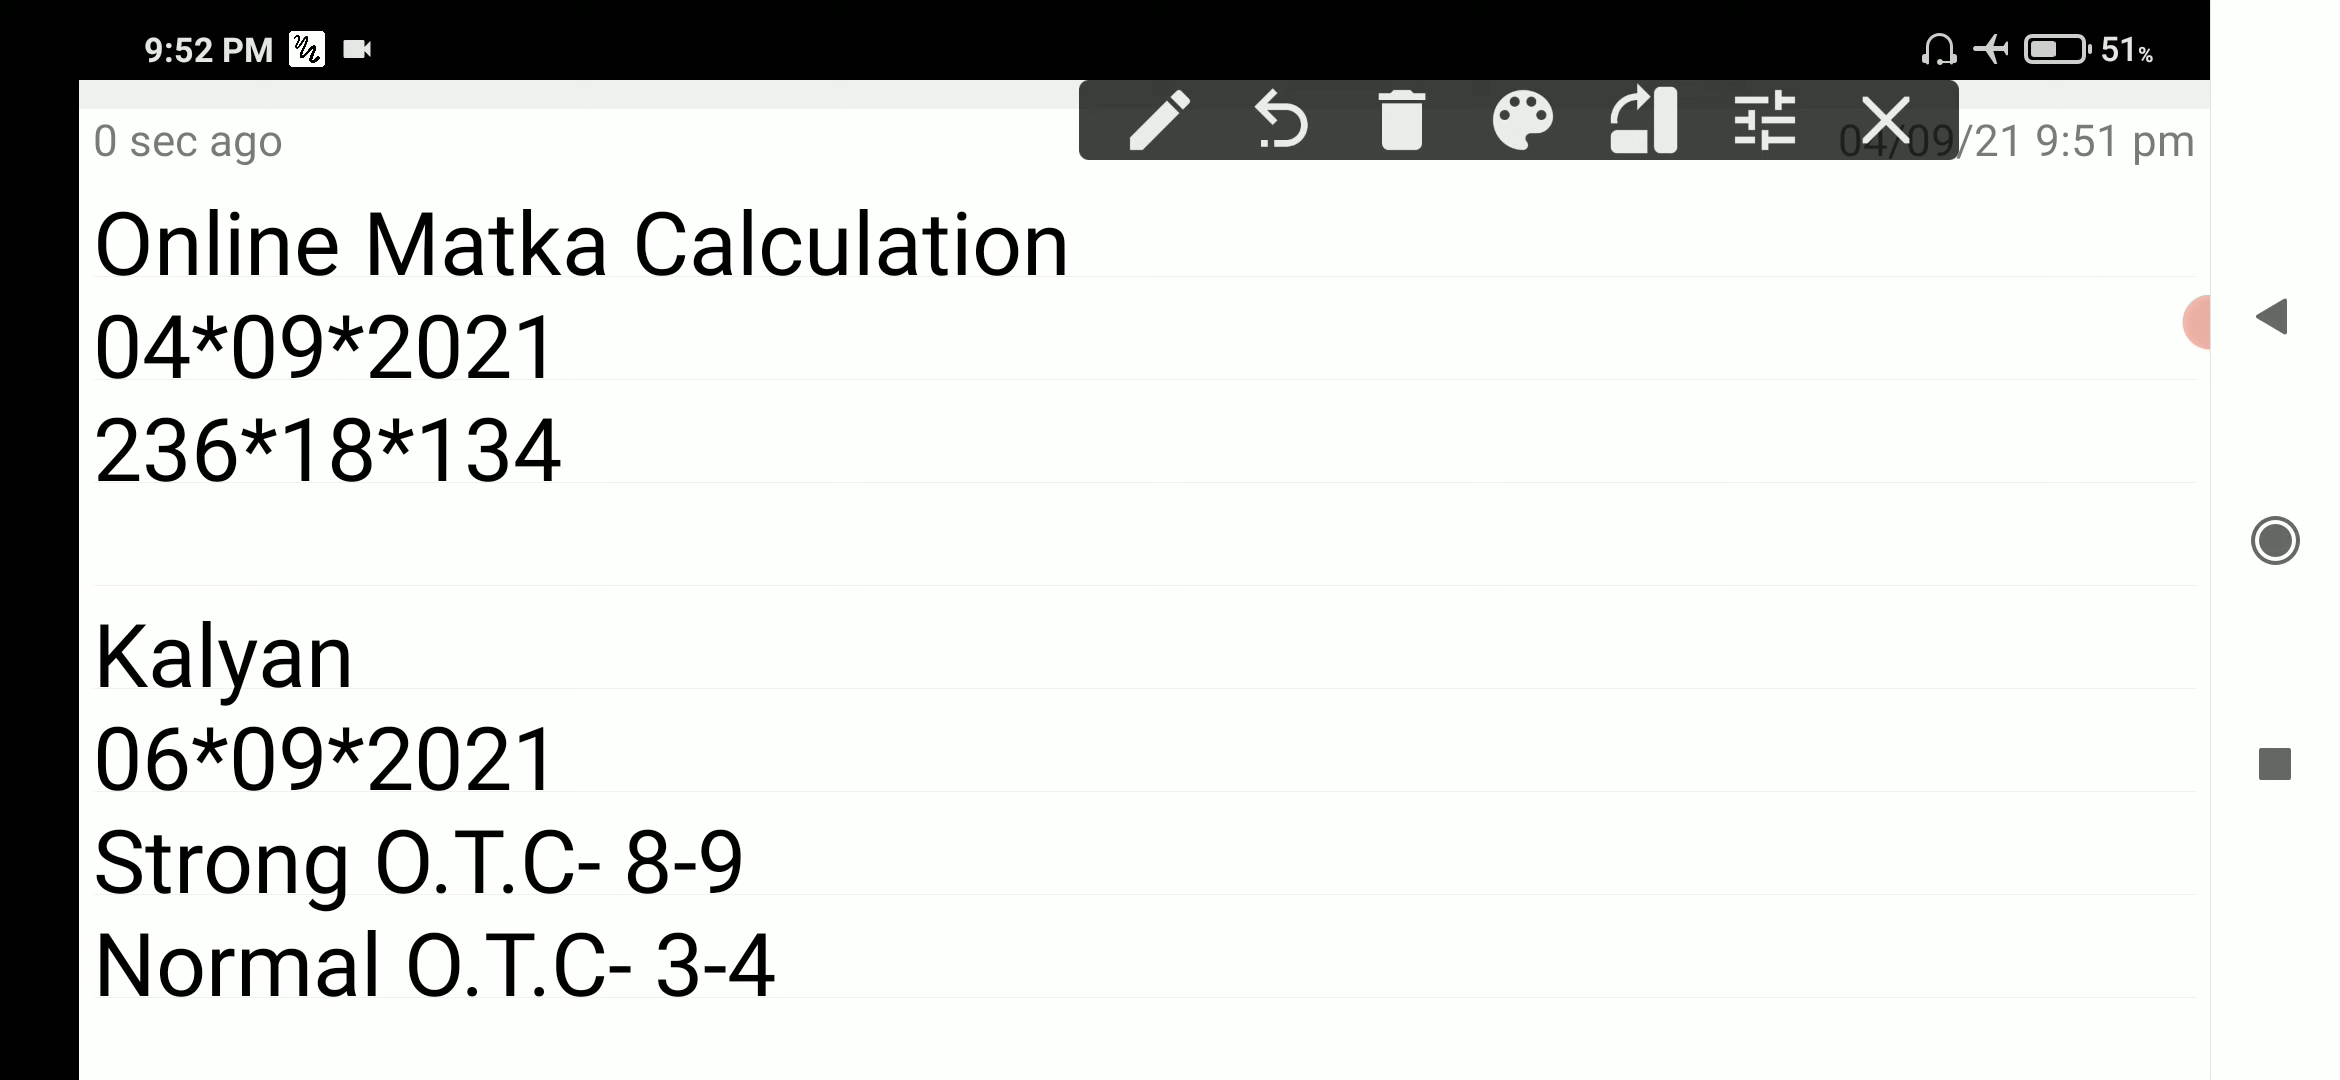 9:52 PM
51%
0 sec ago
04/09/21 9:51 pm
Online Matka Calculation
04*09*2021
236*18*134
Kalyan
06*09*2021
Strong O.T.C- 8-9
Normal O.T.C- 3-4